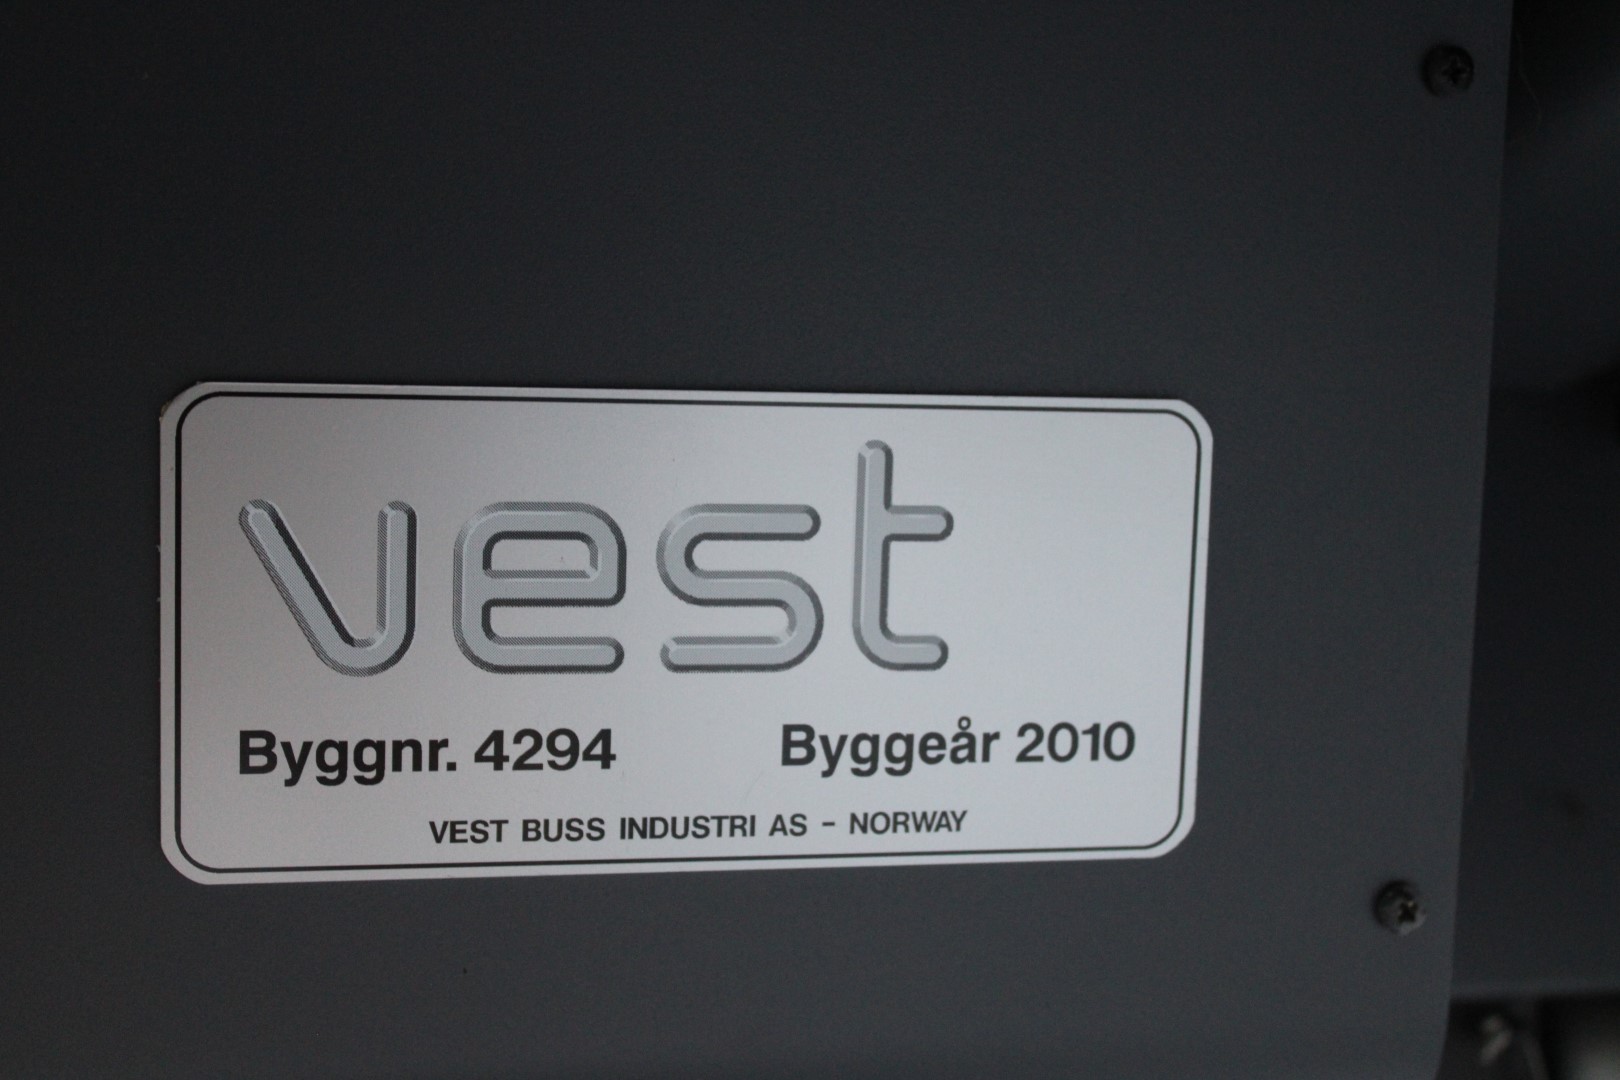 vest
Byggnr. 4294 Byggeår 2010
VEST BUSS INDUSTRI AS - NORWAY